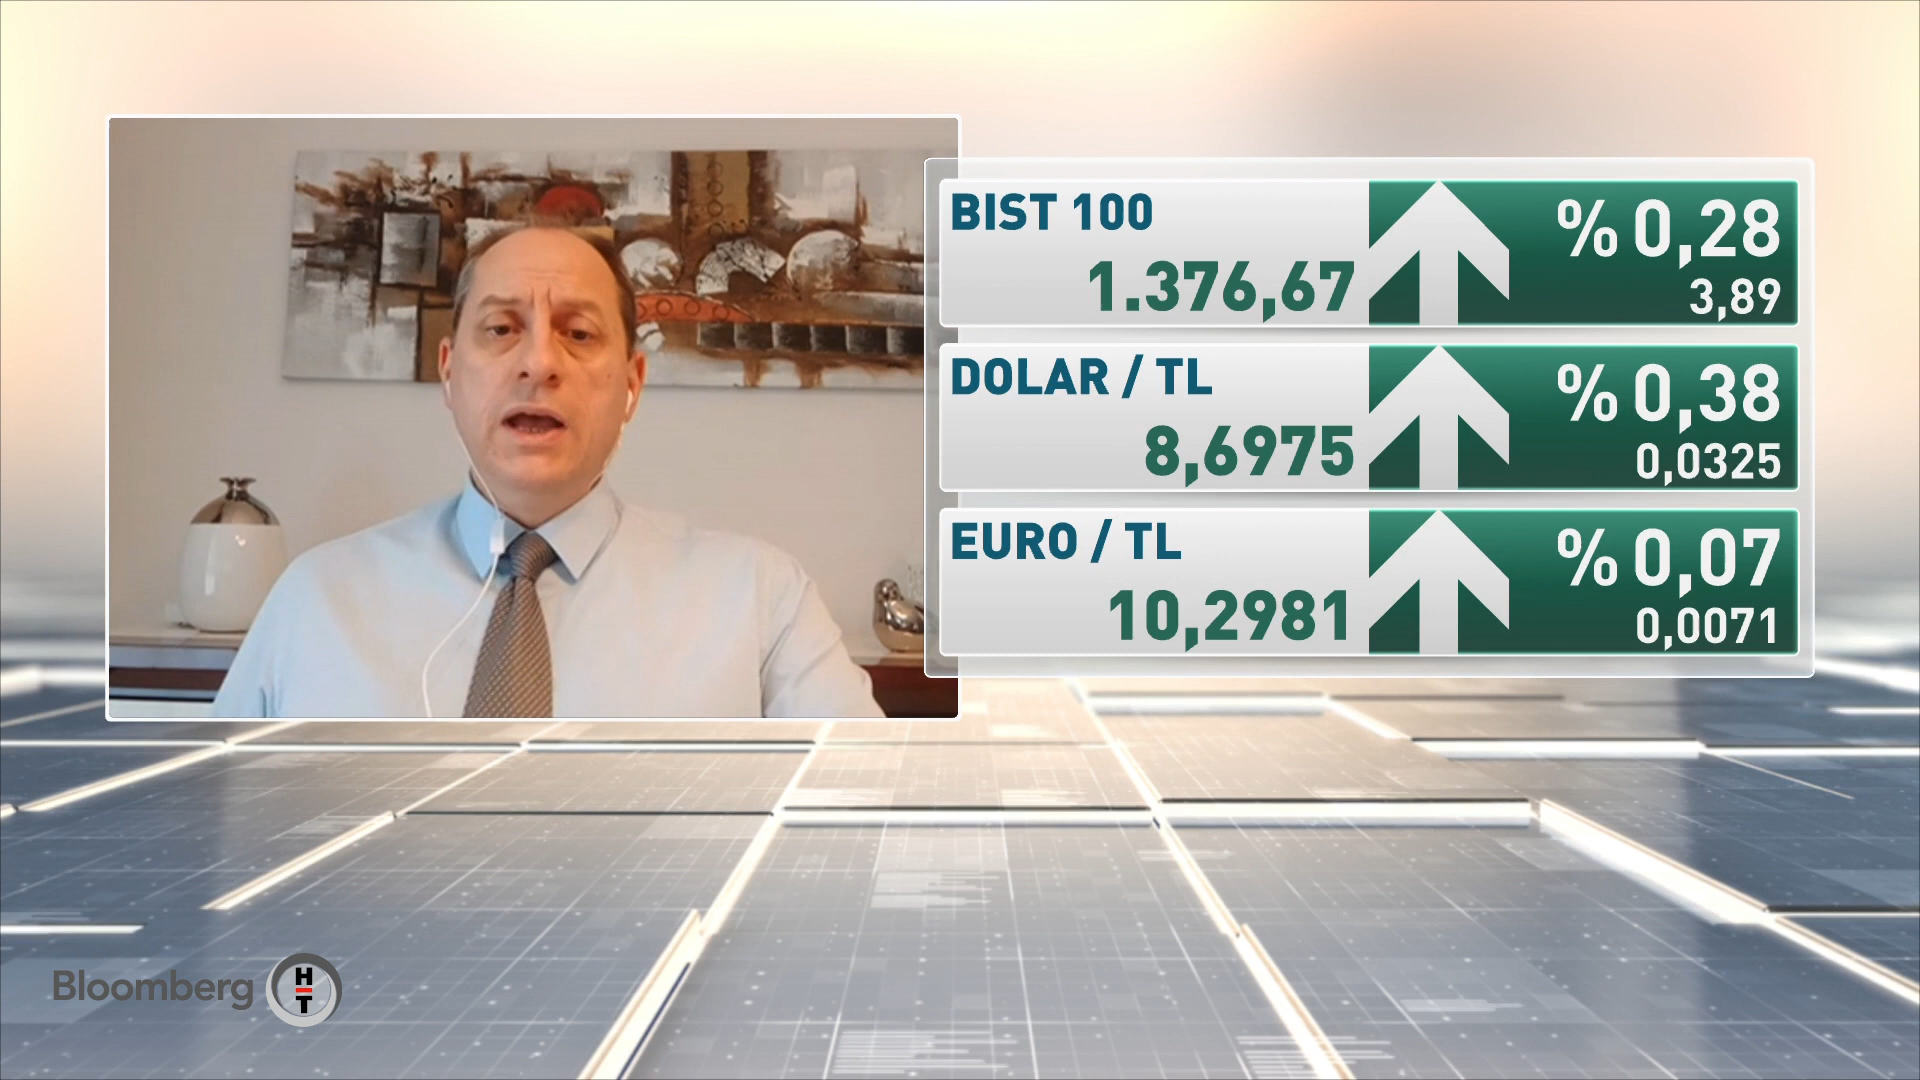 BIST 100
1.376,67
% 0,28
3,89
DOLAR / TL
8,6975
% 0,38
0,0325
EURO / TL
10,2981
% 0,07
0,0071
Bloomberg HT